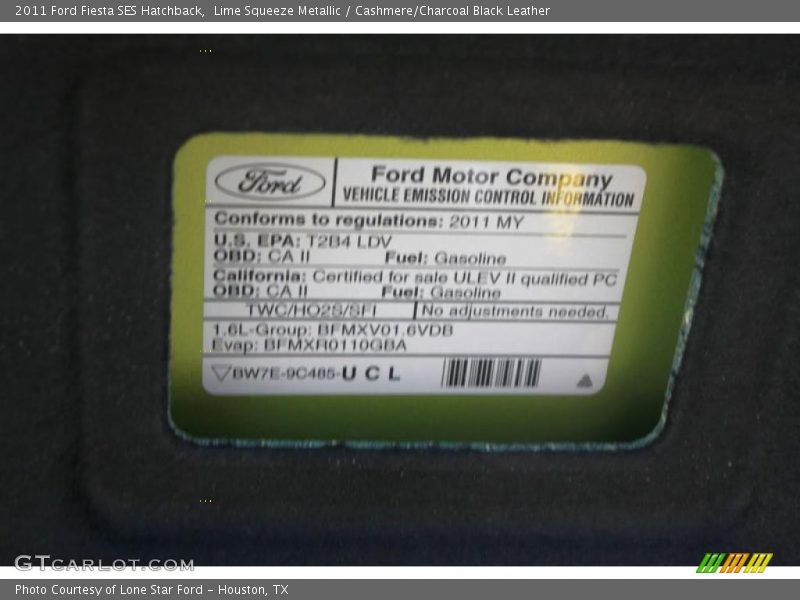 2011 Ford Fiesta SES Hatchback,  Lime Squeeze Metallic / Cashmere/Charcoal Black Leather
Ford
Ford Motor Company
VEHICLE EMISSION CONTROL INFORMATION
Conforms to regulations: 2011 MY
U.S. EPA: T2B4 LDV
OBD: CA II Fuel: Gasoline
California: Certified for sale ULEV II qualified PC
OBD: CA II Fuel: Gasoline
TWC/HO2S/SFI No adjustments needed.
1.6L-Group: BFMXV01.6VDB
Evap: BFMXR0110GBA
BW7E-9C485-U C L
GTCARLOT.COM
Photo Courtesy of Lone Star Ford - Houston, TX